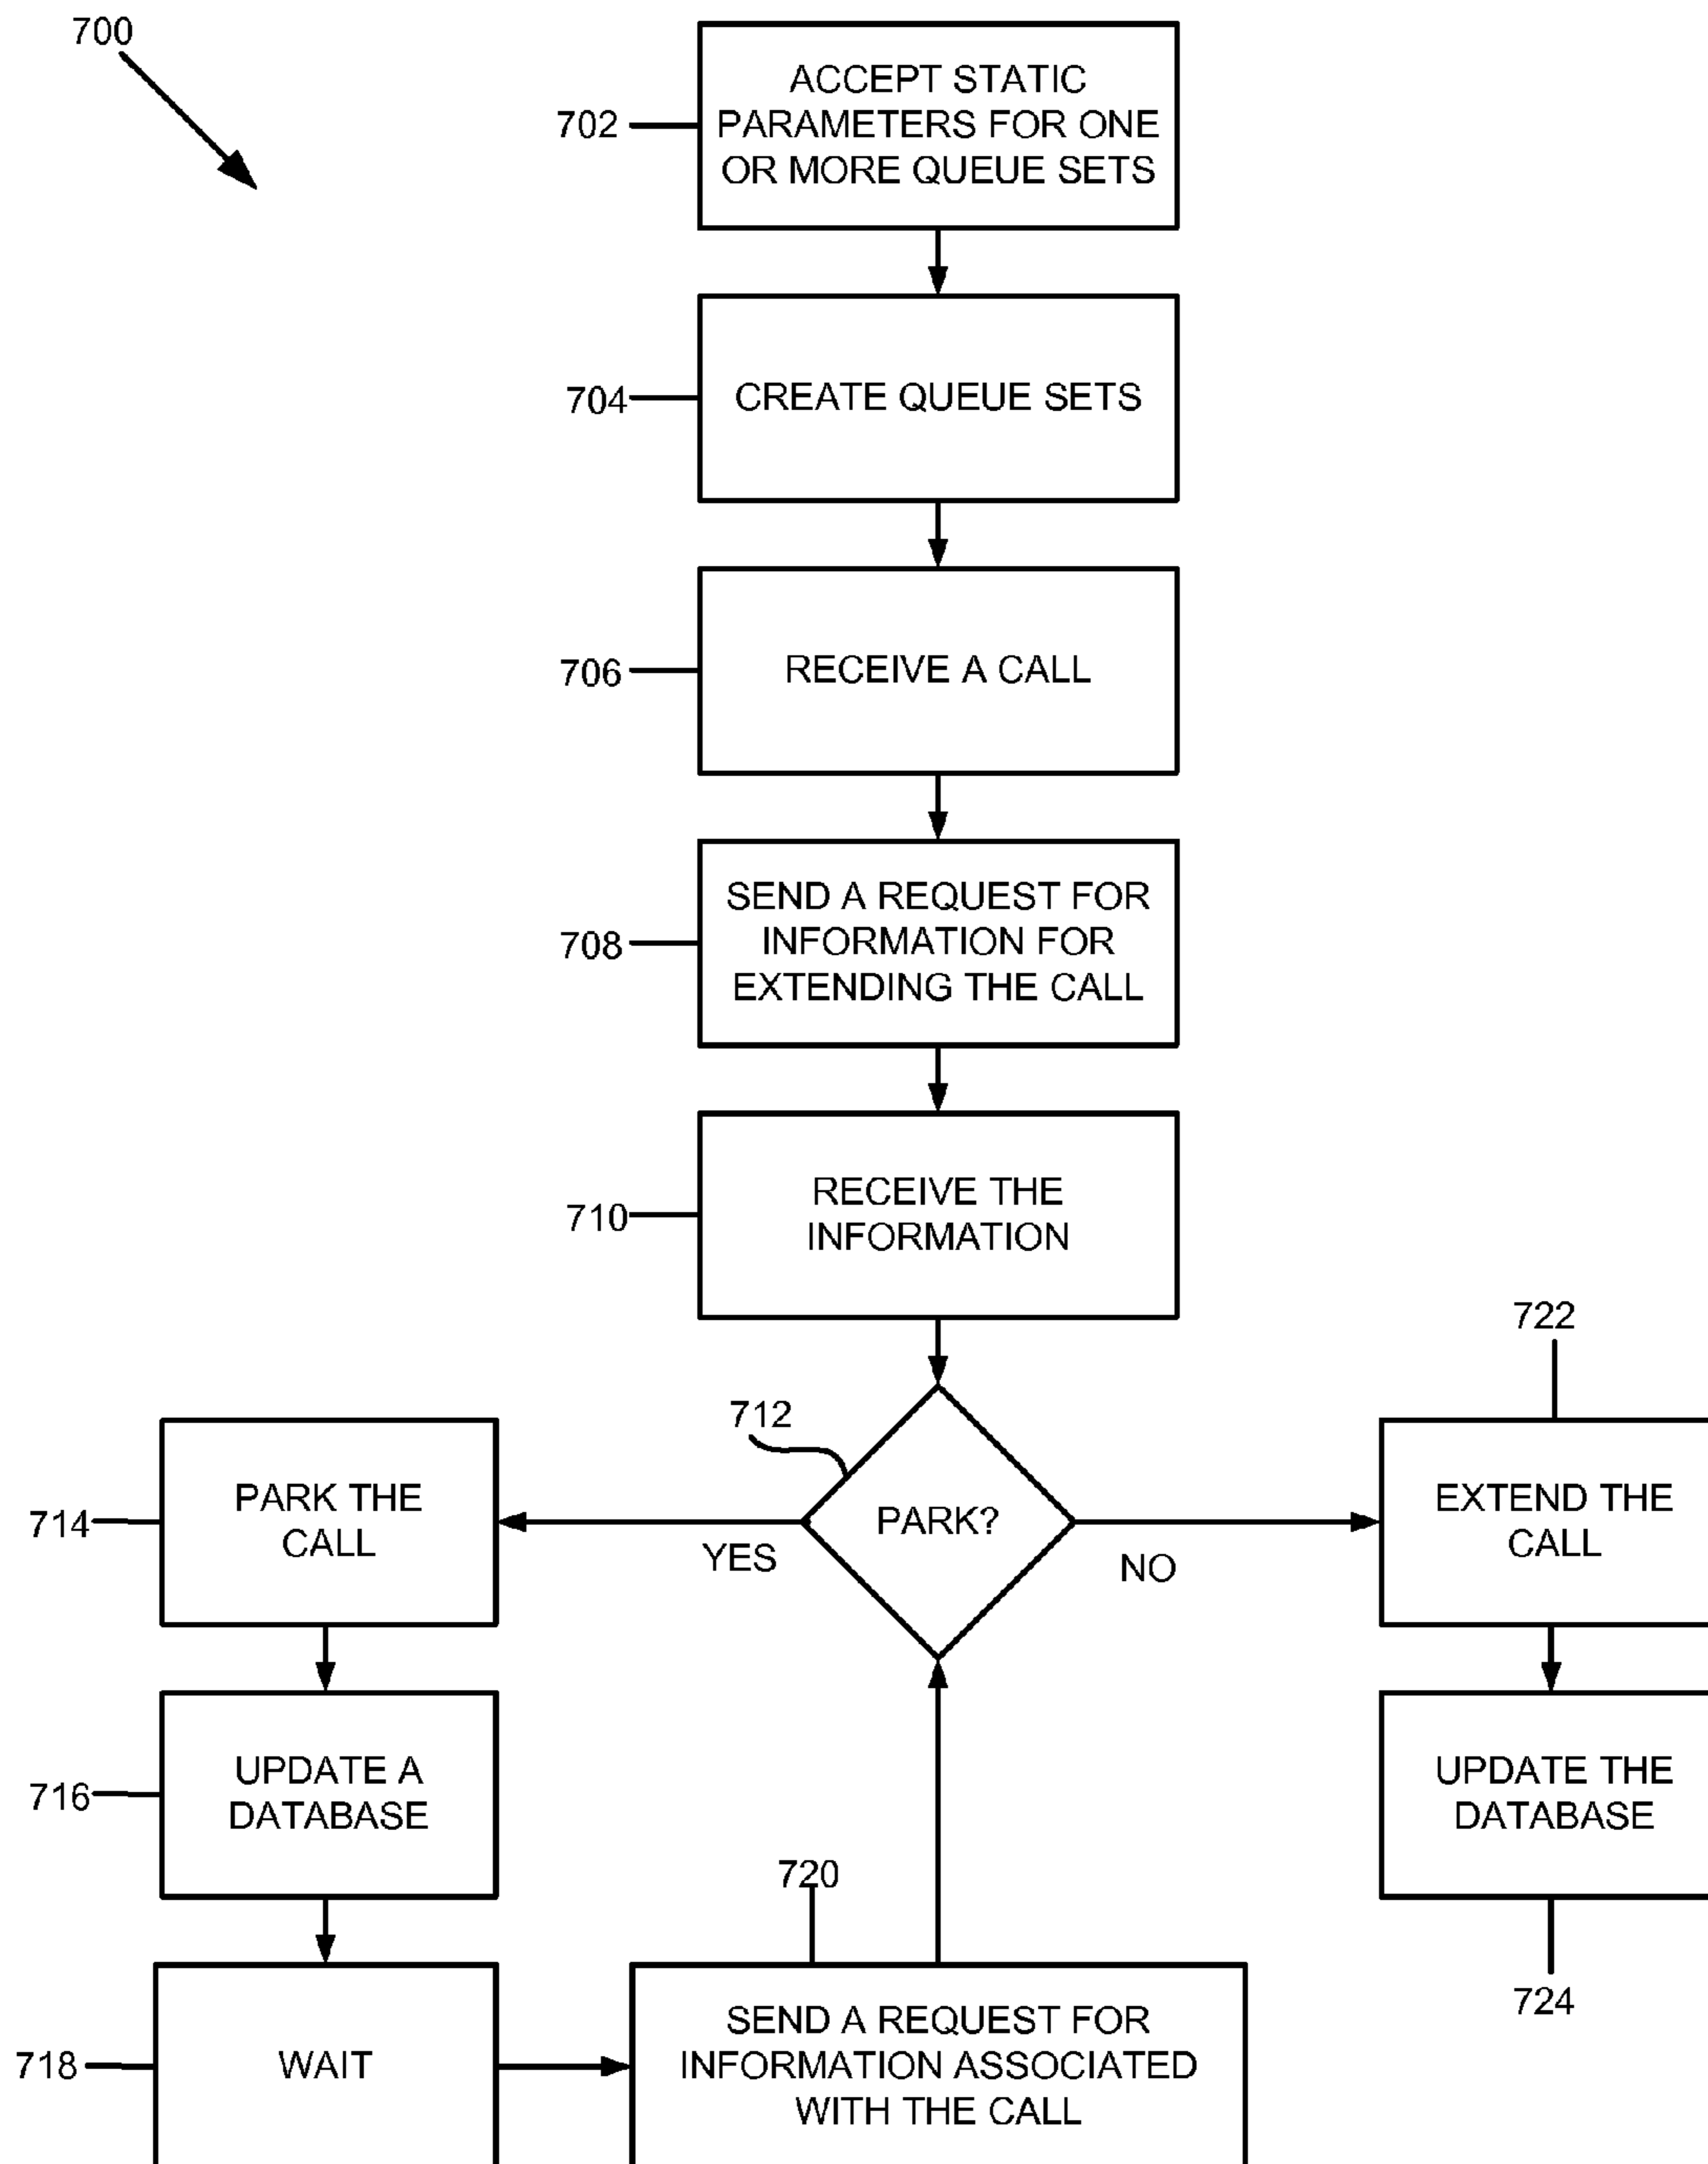 700
ACCEPT STATIC
PARAMETERS FOR ONE
OR MORE QUEUE SETS
702
CREATE QUEUE SETS
704
RECEIVE A CALL
706
SEND A REQUEST FOR
INFORMATION FOR
EXTENDING THE CALL
708
RECEIVE THE
INFORMATION
710
712
PARK?
YES
NO
PARK THE
CALL
714
722
EXTEND THE
CALL
UPDATE A
DATABASE
716
UPDATE THE
DATABASE
724
WAIT
718
720
SEND A REQUEST FOR
INFORMATION ASSOCIATED
WITH THE CALL